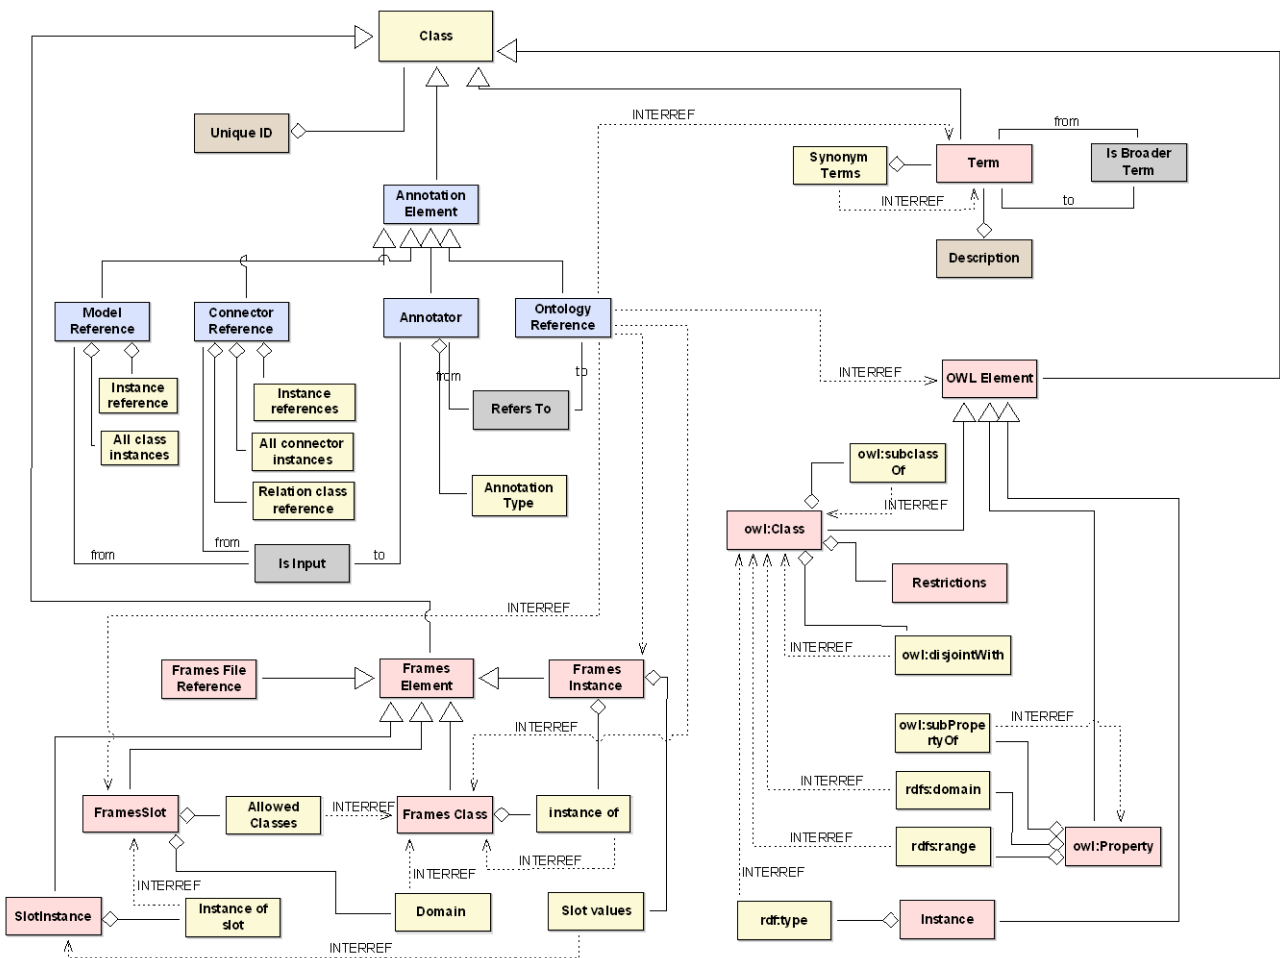 Class
INTERREF
from
Unique ID
Synonym
Terms
Term
Is Broader
Term
INTERREF
to
Annotation
Element
Description
Model
Reference
Connector
Reference
Annotator
Ontology
Reference
INTERREF
OWL Element
Instance
reference
Instance
references
from
to
Refers To
All class
instances
All connector
instances
owl:subclass
Of
Relation class
reference
Annotation
Type
INTERREF
owl:Class
from
from
Is Input
to
Restrictions
INTERREF
INTERREF
owl:disjointWith
Frames File
Reference
Frames
Element
Frames
Instance
INTERREF
owl:subPrope
rtyOf
INTERREF
INTERREF
rdfs:domain
FramesSlot
Allowed
Classes
INTERREF
Frames Class
instance of
INTERREF
rdfs:range
owl:Property
INTERREF
INTERREF
INTERREF
INTERREF
SlotInstance
Instance of
slot
Domain
Slot values
rdf:type
Instance
INTERREF